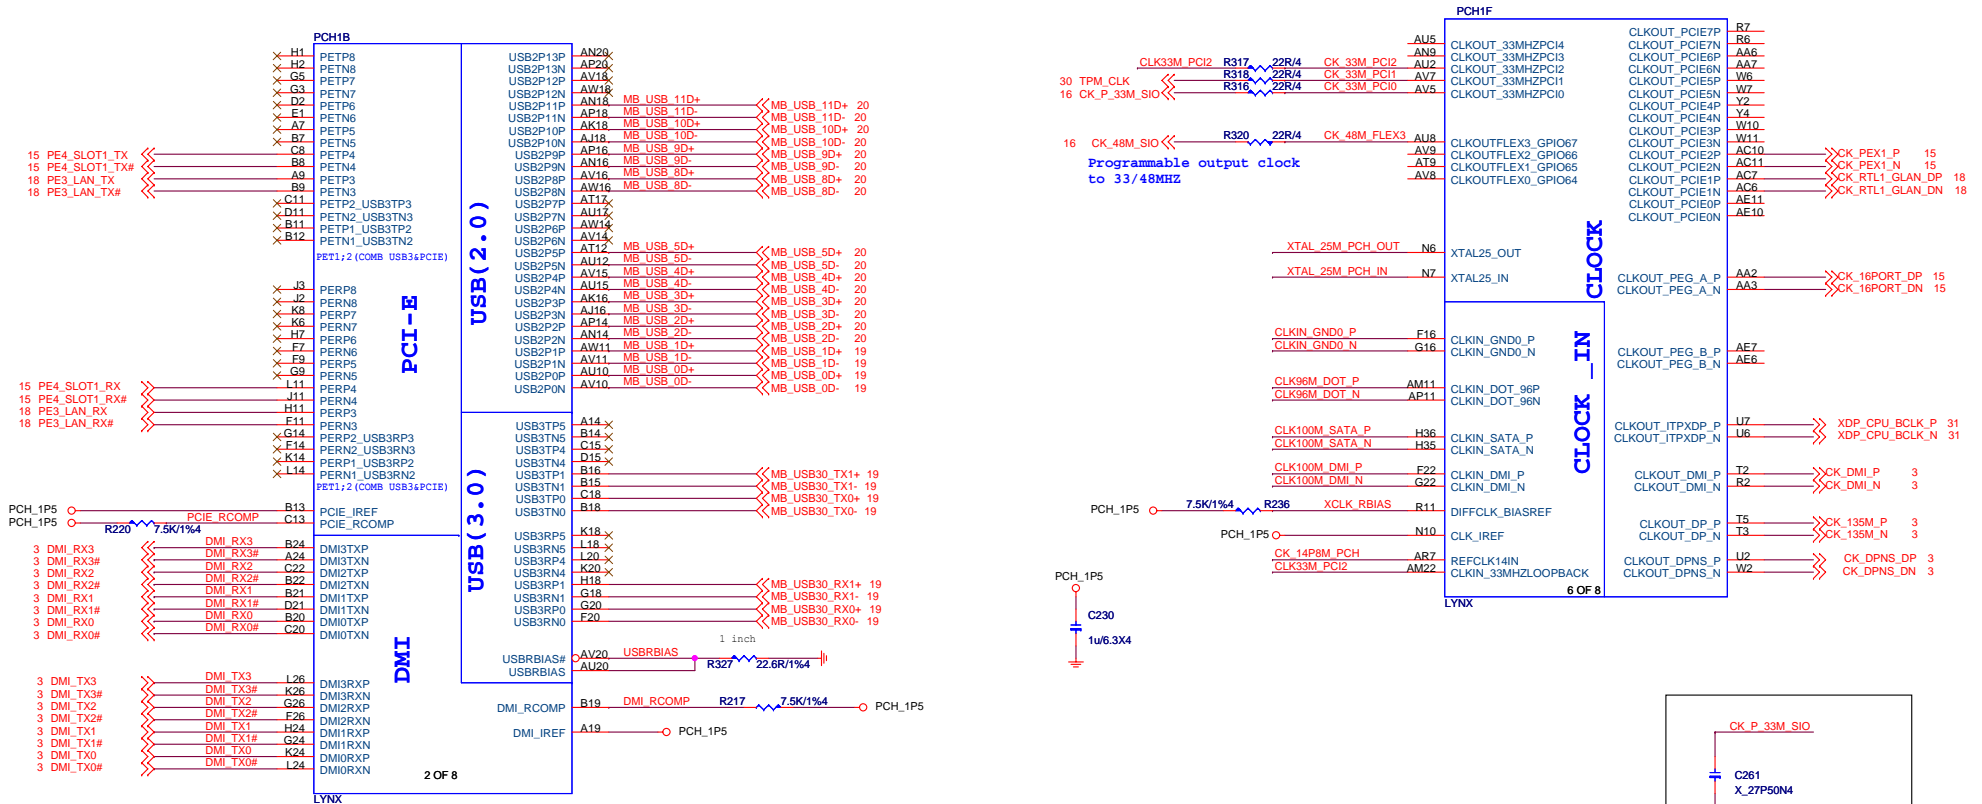 PCH1B
H1 PETP8
H2 PETN8
G5 PETP7
G3 PETN7
D2 PETP6
E1 PETN6
A7 PETP5
B7 PETN5
15 PE4_SLOT1_TX C8 PETP4
15 PE4_SLOT1_TX# B8 PETN4
18 PE3_LAN_TX A9 PETP3
18 PE3_LAN_TX# B9 PETN3
C11 PETP2_USB3TP3
D11 PETN2_USB3TN3
B11 PETP1_USB3TP2
B12 PETN1_USB3TN2
PET1;2(COMB USB3&PCIE)
J3 PERP8
J2 PERN8
K8 PERP7
K6 PERN7
H7 PERP6
F7 PERN6
F9 PERP5
G9 PERN5
15 PE4_SLOT1_RX L11 PERP4
15 PE4_SLOT1_RX# J11 PERN4
18 PE3_LAN_RX H11 PERP3
18 PE3_LAN_RX# F11 PERN3
G14 PERP2_USB3RP3
F14 PERN2_USB3RN3
K14 PERP1_USB3RP2
L14 PERN1_USB3RN2
PET1;2(COMB USB3&PCIE)
PCH_1P5 B13 PCIE_IREF
PCH_1P5 R220 7.5K/1%4 PCIE_RCOMP C13 PCIE_RCOMP
3 DMI_RX3 DMI_RX3 B24 DMI3TXP
3 DMI_RX3# DMI_RX3# A24 DMI3TXN
3 DMI_RX2 DMI_RX2 C22 DMI2TXP
3 DMI_RX2# DMI_RX2# B22 DMI2TXN
3 DMI_RX1 DMI_RX1 B21 DMI1TXP
3 DMI_RX1# DMI_RX1# D21 DMI1TXN
3 DMI_RX0 DMI_RX0 B20 DMI0TXP
3 DMI_RX0# DMI_RX0# C20 DMI0TXN
3 DMI_TX3 DMI_TX3 L26 DMI3RXP
3 DMI_TX3# DMI_TX3# K26 DMI3RXN
3 DMI_TX2 DMI_TX2 G26 DMI2RXP
3 DMI_TX2# DMI_TX2# F26 DMI2RXN
3 DMI_TX1 DMI_TX1 H24 DMI1RXP
3 DMI_TX1# DMI_TX1# G24 DMI1RXN
3 DMI_TX0 DMI_TX0 K24 DMI0RXP
3 DMI_TX0# DMI_TX0# L24 DMI0RXN
PCI-E
DMI
USB(2.0)
USB(3.0)
USB2P13P AN20
USB2P13N AP20
USB2P12P AV18
USB2P12N AW18
USB2P11P AN18 MB_USB_11D+ MB_USB_11D+ 20
USB2P11N AP18 MB_USB_11D- MB_USB_11D- 20
USB2P10P AK18 MB_USB_10D+ MB_USB_10D+ 20
USB2P10N AJ18 MB_USB_10D- MB_USB_10D- 20
USB2P9P AP16 MB_USB_9D+ MB_USB_9D+ 20
USB2P9N AN16 MB_USB_9D- MB_USB_9D- 20
USB2P8P AV16 MB_USB_8D+ MB_USB_8D+ 20
USB2P8N AW16 MB_USB_8D- MB_USB_8D- 20
USB2P7P AT17
USB2P7N AU17
USB2P6P AW14
USB2P6N AV14
USB2P5P AT12 MB_USB_5D+ MB_USB_5D+ 20
USB2P5N AU12 MB_USB_5D- MB_USB_5D- 20
USB2P4P AV15 MB_USB_4D+ MB_USB_4D+ 20
USB2P4N AU15 MB_USB_4D- MB_USB_4D- 20
USB2P3P AK16 MB_USB_3D+ MB_USB_3D+ 20
USB2P3N AJ16 MB_USB_3D- MB_USB_3D- 20
USB2P2P AP14 MB_USB_2D+ MB_USB_2D+ 20
USB2P2N AN14 MB_USB_2D- MB_USB_2D- 20
USB2P1P AW11 MB_USB_1D+ MB_USB_1D+ 19
USB2P1N AV11 MB_USB_1D- MB_USB_1D- 19
USB2P0P AU10 MB_USB_0D+ MB_USB_0D+ 19
USB2P0N AV10 MB_USB_0D- MB_USB_0D- 19
USB3TP5 A14
USB3TN5 B14
USB3TP4 C15
USB3TN4 D15
USB3TP1 B16 MB_USB30_TX1+ 19
USB3TN1 B15 MB_USB30_TX1- 19
USB3TP0 C18 MB_USB30_TX0+ 19
USB3TN0 B18 MB_USB30_TX0- 19
USB3RP5 K18
USB3RN5 L18
USB3RP4 L20
USB3RN4 K20
USB3RP1 H18 MB_USB30_RX1+ 19
USB3RN1 G18 MB_USB30_RX1- 19
USB3RP0 G20 MB_USB30_RX0+ 19
USB3RN0 F20 MB_USB30_RX0- 19
1 inch
USBRBIAS# AV20 USBRBIAS
USBRBIAS AU20 R327 22.6R/1%4
DMI_RCOMP B19 DMI_RCOMP R217 7.5K/1%4 PCH_1P5
DMI_IREF A19 PCH_1P5
2 OF 8
LYNX
PCH1F
AU5 CLKOUT_33MHZPCI4
AN9 CLKOUT_33MHZPCI3
CLK33M_PCI2 R317 22R/4 CK_33M_PCI2 AU2 CLKOUT_33MHZPCI2
30 TPM_CLK R318 22R/4 CK_33M_PCI1 AV7 CLKOUT_33MHZPCI1
16 CK_P_33M_SIO R316 22R/4 CK_33M_PCI0 AV5 CLKOUT_33MHZPCI0
16 CK_48M_SIO R320 22R/4 CK_48M_FLEX3 AU8 CLKOUTFLEX3_GPIO67
AV9 CLKOUTFLEX2_GPIO66
AT9 CLKOUTFLEX1_GPIO65
AV8 CLKOUTFLEX0_GPIO64
Programmable output clock
to 33/48MHZ
XTAL_25M_PCH_OUT N6 XTAL25_OUT
XTAL_25M_PCH_IN N7 XTAL25_IN
CLKIN_GND0_P F16 CLKIN_GND0_P
CLKIN_GND0_N G16 CLKIN_GND0_N
CLK96M_DOT_P AM11 CLKIN_DOT_96P
CLK96M_DOT_N AP11 CLKIN_DOT_96N
CLK100M_SATA_P H36 CLKIN_SATA_P
CLK100M_SATA_N H35 CLKIN_SATA_N
CLK100M_DMI_P F22 CLKIN_DMI_P
CLK100M_DMI_N G22 CLKIN_DMI_N
PCH_1P5 7.5K/1%4 R236 XCLK_RBIAS R11 DIFFCLK_BIASREF
PCH_1P5 N10 CLK_IREF
CK_14P8M_PCH AR7 REFCLK14IN
CLK33M_PCI2 AM22 CLKIN_33MHZLOOPBACK
CLOCK
CLOCK _IN
CLKOUT_PCIE7P R7
CLKOUT_PCIE7N R6
CLKOUT_PCIE6P AA6
CLKOUT_PCIE6N AA7
CLKOUT_PCIE5P W6
CLKOUT_PCIE5N W7
CLKOUT_PCIE4P Y2
CLKOUT_PCIE4N Y4
CLKOUT_PCIE3P W10
CLKOUT_PCIE3N W11
CLKOUT_PCIE2P AC10 CK_PEX1_P 15
CLKOUT_PCIE2N AC11 CK_PEX1_N 15
CLKOUT_PCIE1P AC7 CK_RTL1_GLAN_DP 18
CLKOUT_PCIE1N AC6 CK_RTL1_GLAN_DN 18
CLKOUT_PCIE0P AE11
CLKOUT_PCIE0N AE10
CLKOUT_PEG_A_P AA2 CK_16PORT_DP 15
CLKOUT_PEG_A_N AA3 CK_16PORT_DN 15
CLKOUT_PEG_B_P AE7
CLKOUT_PEG_B_N AE6
CLKOUT_ITPXDP_P U7 XDP_CPU_BCLK_P 31
CLKOUT_ITPXDP_N U6 XDP_CPU_BCLK_N 31
CLKOUT_DMI_P T2 CK_DMI_P 3
CLKOUT_DMI_N R2 CK_DMI_N 3
CLKOUT_DP_P T5 CK_135M_P 3
CLKOUT_DP_N T3 CK_135M_N 3
CLKOUT_DPNS_P U2 CK_DPNS_DP 3
CLKOUT_DPNS_N W2 CK_DPNS_DN 3
6 OF 8
LYNX
PCH_1P5
C230
1u/6.3X4
CK_P_33M_SIO
C261
X_27P50N4